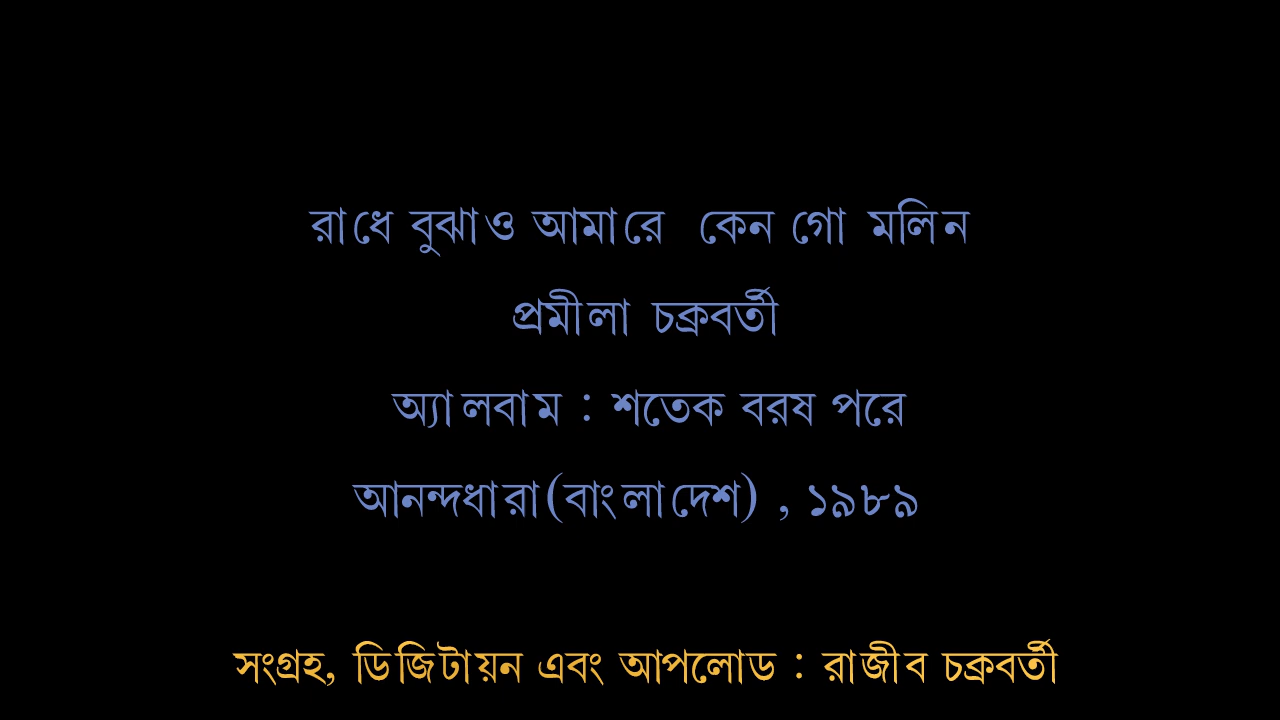 রাধে বুঝাও আমারে কেন গো মলিন
প্রমীলা চক্রবর্তী
অ্যালবাম : শতেক বরষ পরে
আনন্দধারা(বাংলাদেশ) , ১৯৮৯
সংগ্রহ, ডিজিটায়ন এবং আপলোড : রাজীব চক্রবর্তী